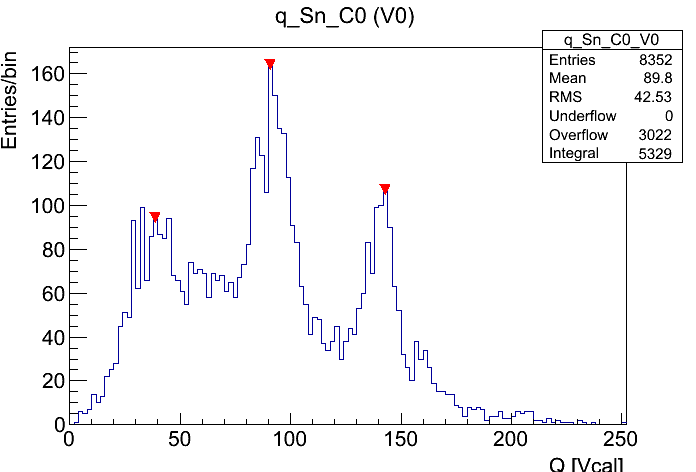 q_Sn_C0 (V0)
q_Sn_C0_V0
Entries 8352
Mean 89.8
RMS 42.53
Underflow 0
Overflow 3022
Integral 5329
Entries/bin
160
140
120
100
80
60
40
20
0
0 50 100 150 200 250
Q [Vcal]